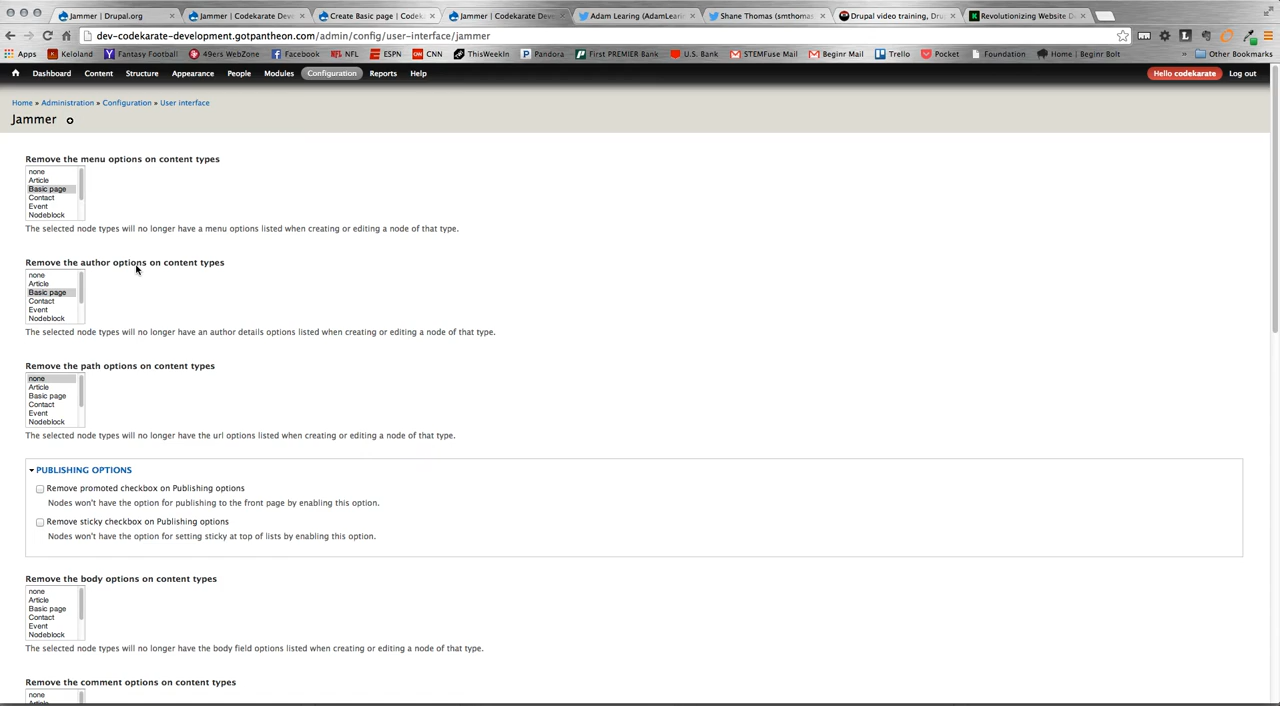 Jammer | Drupal.org
Jammer | Codekarate Deve
Create Basic page | Codek
Jammer | Codekarate Deve
Adam Learing (AdamLearin
Shane Thomas (smthomas
Drupal video training, Dru
Revolutionizing Website D
dev-codekarate-development.gotpantheon.com/admin/config/user-interface/jammer
Apps Keloland Fantasy Football 49ers WebZone Facebook NFL ESPN CNN ThisWeekIn Pandora First PREMIER Bank U.S. Bank STEMFuse Mail Beginr Mail Trello Pocket Foundation Home | Beginr Bolt » Other Bookmarks
Dashboard Content Structure Appearance People Modules Configuration Reports Help Hello codekarate Log out
Home » Administration » Configuration » User interface
Jammer
Remove the menu options on content types
none
Article
Basic page
Contact
Event
Nodeblock
The selected node types will no longer have a menu options listed when creating or editing a node of that type.
Remove the author options on content types
none
Article
Basic page
Contact
Event
Nodeblock
The selected node types will no longer have an author details options listed when creating or editing a node of that type.
Remove the path options on content types
none
Article
Basic page
Contact
Event
Nodeblock
The selected node types will no longer have the url options listed when creating or editing a node of that type.
PUBLISHING OPTIONS
Remove promoted checkbox on Publishing options
Nodes won't have the option for publishing to the front page by enabling this option.
Remove sticky checkbox on Publishing options
Nodes won't have the option for setting sticky at top of lists by enabling this option.
Remove the body options on content types
none
Article
Basic page
Contact
Event
Nodeblock
The selected node types will no longer have the body field options listed when creating or editing a node of that type.
Remove the comment options on content types
none
Article